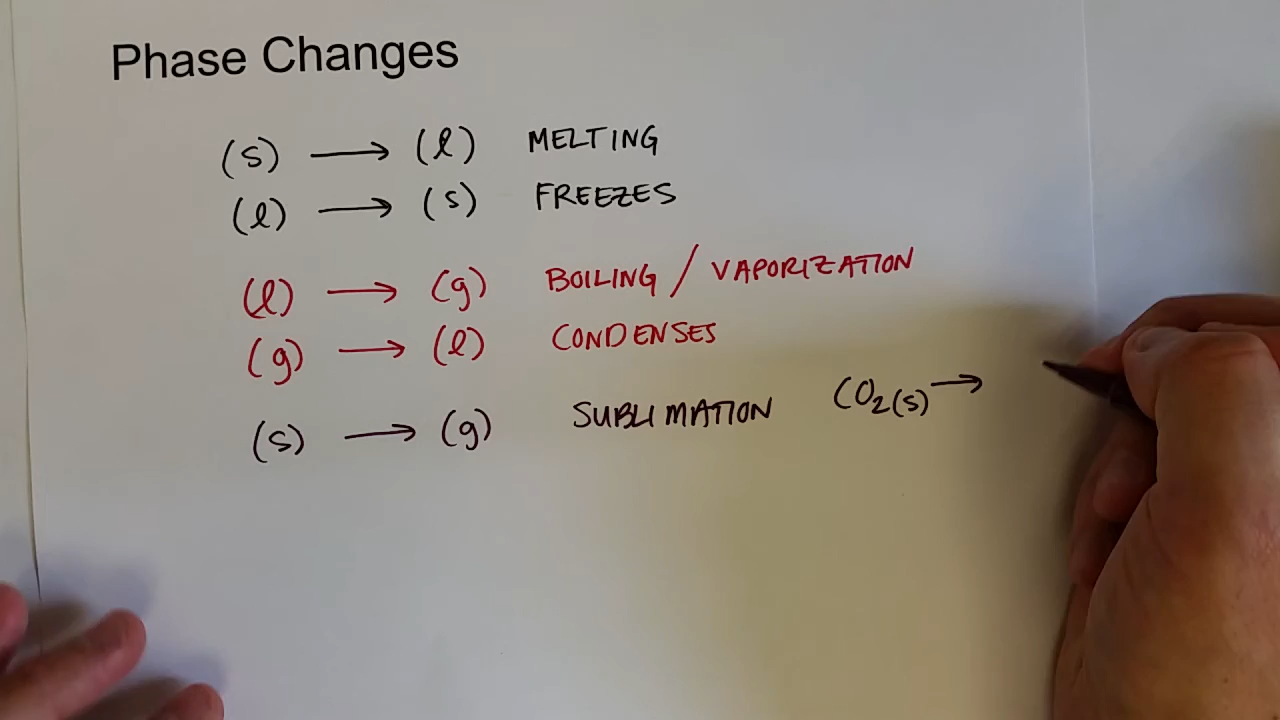 Phase Changes
(s) → (l) MELTING
(l) → (s) FREEZES
(l) → (g) BOILING / VAPORIZATION
(g) → (l) CONDENSES
(s) → (g) SUBLIMATION CO₂(s) →